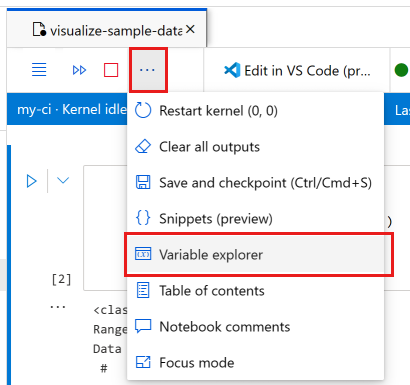 visualize-sample-data
Edit in VS Code (pr...
my-ci · Kernel idle
Las
Restart kernel (0, 0)
Clear all outputs
Save and checkpoint (Ctrl/Cmd+S)
Snippets (preview)
)
Variable explorer
[2]
Table of contents
<clas
Notebook comments
Range
Data
Focus mode
#